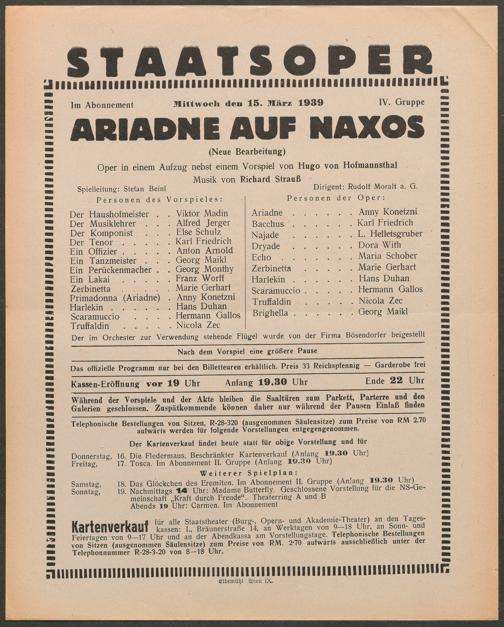 STAATSOPER
Im Abonnement Mittwoch den 15. März 1939 IV. Gruppe
ARIADNE AUF NAXOS
(Neue Bearbeitung)
Oper in einem Aufzug nebst einem Vorspiel von Hugo von Hofmannsthal
Musik von Richard Strauß
Spielleitung: Stefan Beinl Dirigent: Rudolf Moralt a. G.
Personen des Vorspieles:
Der Haushofmeister . . Viktor Madin
Der Musiklehrer . . . Alfred Jerger
Der Komponist . . . Else Schulz
Der Tenor . . . . Karl Friedrich
Ein Offizier . . . . Anton Arnold
Ein Tanzmeister . . . Georg Maikl
Ein Perückenmacher . . Georg Monthy
Ein Lakai . . . . Franz Worff
Zerbinetta . . . . Marie Gerhart
Primadonna (Ariadne) . Anny Konetzni
Harlekin . . . . . Hans Duhan
Scaramuccio . . . . Hermann Gallos
Truffaldin . . . . Nicola Zec
Personen der Oper:
Ariadne . . . . . . Anny Konetzni
Bacchus . . . . . . Karl Friedrich
Najade . . . . . . L. Helletsgruber
Dryade . . . . . . Dora With
Echo . . . . . . Maria Schober
Zerbinetta . . . . . Marie Gerhart
Harlekin . . . . . . Hans Duhan
Scaramuccio . . . . . Hermann Gallos
Truffaldin . . . . . Nicola Zec
Brighella . . . . . Georg Maikl
Der im Orchester zur Verwendung stehende Flügel wurde von der Firma Bösendorfer beigestellt
Nach dem Vorspiel eine größere Pause
Das offizielle Programm nur bei den Billetteuren erhältlich. Preis 33 Reichspfennig — Garderobe frei
Kassen-Eröffnung vor 19 Uhr Anfang 19.30 Uhr Ende 22 Uhr
Während der Vorspiele und der Akte bleiben die Saaltüren zum Parkett, Parterre und den
Galerien geschlossen. Zuspätkommende können daher nur während der Pausen Einlaß finden
Telephonische Bestellungen von Sitzen, R-28-320 (ausgenommen Säulensitze) zum Preise von RM 2.70
aufwärts werden für folgende Vorstellungen entgegengenommen.
Der Kartenverkauf findet heute statt für obige Vorstellung und für
Donnerstag, 16. Die Fledermaus. Beschränkter Kartenverkauf (Anfang 19.30 Uhr)
Freitag, 17. Tosca. Im Abonnement II. Gruppe (Anfang 19.30 Uhr)
Weiterer Spielplan:
Samstag, 18. Das Glöckchen des Eremiten. Im Abonnement II. Gruppe (Anfang 19.30 Uhr)
Sonntag, 19. Nachmittags 14 Uhr: Madame Butterfly. Geschlossene Vorstellung für die NS-Ge-
meinschaft „Kraft durch Freude“. Theaterring A und B
Abends 19 Uhr: Carmen. Im Abonnement
Kartenverkauf für alle Staatstheater (Burg-, Opern- und Akademie-Theater) an den Tages-
kassen: I., Bräunerstraße 14, an Werktagen von 9—18 Uhr, an Sonn- und
Feiertagen von 9—17 Uhr und an der Abendkassa am Vorstellungstage. Telephonische Bestellungen
von Sitzen (ausgenommen Säulensitze) zum Preise von RM. 2·70 aufwärts ausschließlich unter der
Telephonnummer R-28-3-20 von 8—18 Uhr.
Elbemühl Wien IX.